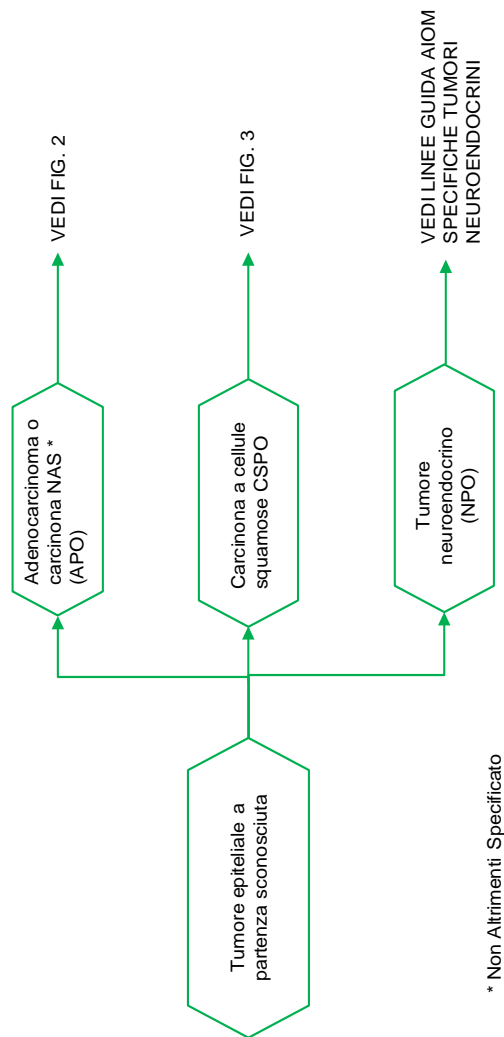 Tumore epiteliale a
partenza sconosciuta
Adenocarcinoma o
carcinona NAS *
(APO)
VEDI FIG. 2
Carcinona a cellule
squamose CSPO
VEDI FIG. 3
Tumore
neuroendocrino
(NPO)
VEDI LINEE GUIDA AIOM
SPECIFICHE TUMORI
NEUROENDOCRINI
* Non Altrimenti Specificato